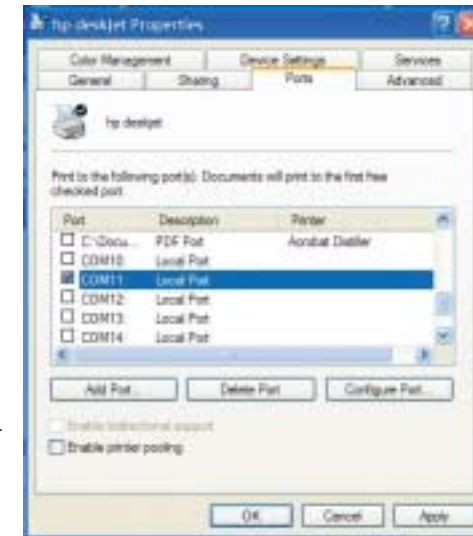 hp deskjet Properties
Color Management Device Settings Services
General Sharing Ports Advanced
hp deskjet
Print to the following port(s). Documents will print to the first free
checked port.
Port Description Printer
C:\Docu... PDF Port Acrobat Distiller
COM10: Local Port
COM11: Local Port
COM12: Local Port
COM13: Local Port
COM14: Local Port
Add Port... Delete Port Configure Port...
Enable bidirectional support
Enable printer pooling
OK Cancel Apply